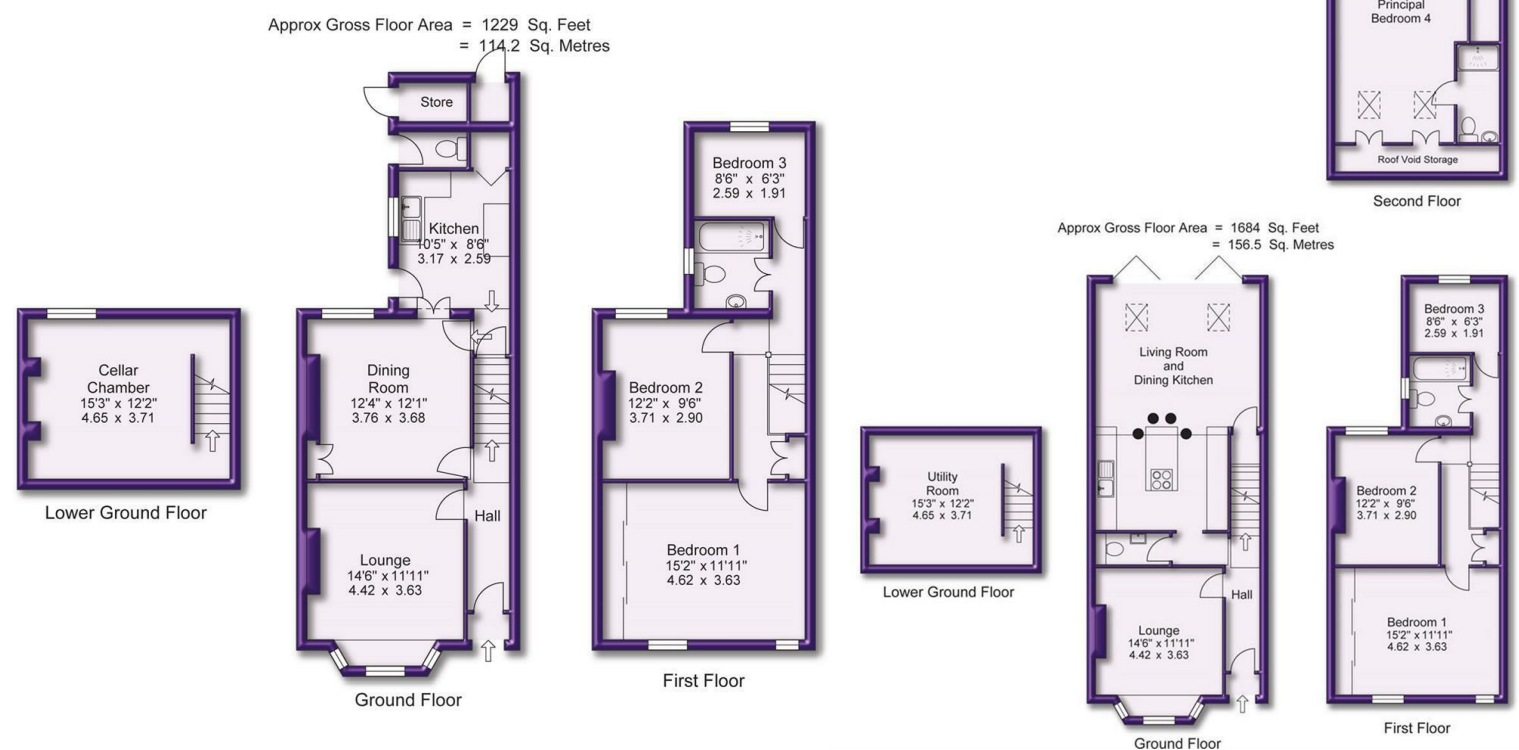 Approx Gross Floor Area = 1229 Sq. Feet
= 114.2 Sq. Metres
Store
Kitchen
10'5" x 8'6"
3.17 x 2.59
Dining
Room
12'4" x 12'1"
3.76 x 3.68
Hall
Lounge
14'6" x 11'11"
4.42 x 3.63
Ground Floor
Cellar
Chamber
15'3" x 12'2"
4.65 x 3.71
Lower Ground Floor
Bedroom 3
8'6" x 6'3"
2.59 x 1.91
Bedroom 2
12'2" x 9'6"
3.71 x 2.90
Bedroom 1
15'2" x 11'11"
4.62 x 3.63
First Floor
Principal
Bedroom 4
Roof Void Storage
Second Floor
Approx Gross Floor Area = 1684 Sq. Feet
= 156.5 Sq. Metres
Living Room
and
Dining Kitchen
Utility
Room
15'3" x 12'2"
4.65 x 3.71
Lower Ground Floor
Hall
Lounge
14'6" x 11'11"
4.42 x 3.63
Ground Floor
Bedroom 3
8'6" x 6'3"
2.59 x 1.91
Bedroom 2
12'2" x 9'6"
3.71 x 2.90
Bedroom 1
15'2" x 11'11"
4.62 x 3.63
First Floor